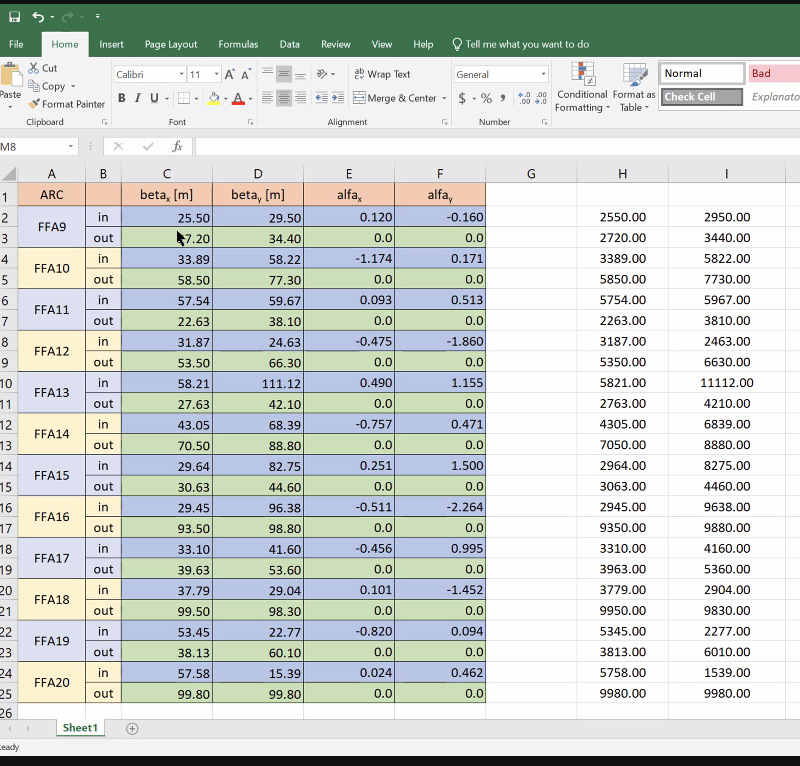 File Home Insert Page Layout Formulas Data Review View Help Tell me what you want to do
Cut
Copy
Paste
Format Painter
Clipboard
Calibri 11 A A
B I U A
Font
ab Wrap Text
Merge & Center
Alignment
General
$ % ,
Number
Conditional
Formatting
Format as
Table
Normal Bad
Check Cell Explanato
M8 fx
A B C D E F G H I
1 ARC betax [m] betay [m] alfax alfay
2 FFA9 in 25.50 29.50 0.120 -0.160 2550.00 2950.00
3 out 7.20 34.40 0.0 0.0 2720.00 3440.00
4 FFA10 in 33.89 58.22 -1.174 0.171 3389.00 5822.00
5 out 58.50 77.30 0.0 0.0 5850.00 7730.00
6 FFA11 in 57.54 59.67 0.093 0.513 5754.00 5967.00
7 out 22.63 38.10 0.0 0.0 2263.00 3810.00
8 FFA12 in 31.87 24.63 -0.475 -1.860 3187.00 2463.00
9 out 53.50 66.30 0.0 0.0 5350.00 6630.00
10 FFA13 in 58.21 111.12 0.490 1.155 5821.00 11112.00
11 out 27.63 42.10 0.0 0.0 2763.00 4210.00
12 FFA14 in 43.05 68.39 -0.757 0.471 4305.00 6839.00
13 out 70.50 88.80 0.0 0.0 7050.00 8880.00
14 FFA15 in 29.64 82.75 0.251 1.500 2964.00 8275.00
15 out 30.63 44.60 0.0 0.0 3063.00 4460.00
16 FFA16 in 29.45 96.38 -0.511 -2.264 2945.00 9638.00
17 out 93.50 98.80 0.0 0.0 9350.00 9880.00
18 FFA17 in 33.10 41.60 -0.456 0.995 3310.00 4160.00
19 out 39.63 53.60 0.0 0.0 3963.00 5360.00
20 FFA18 in 37.79 29.04 0.101 -1.452 3779.00 2904.00
21 out 99.50 98.30 0.0 0.0 9950.00 9830.00
22 FFA19 in 53.45 22.77 -0.820 0.094 5345.00 2277.00
23 out 38.13 60.10 0.0 0.0 3813.00 6010.00
24 FFA20 in 57.58 15.39 0.024 0.462 5758.00 1539.00
25 out 99.80 99.80 0.0 0.0 9980.00 9980.00
26
Sheet1
eady